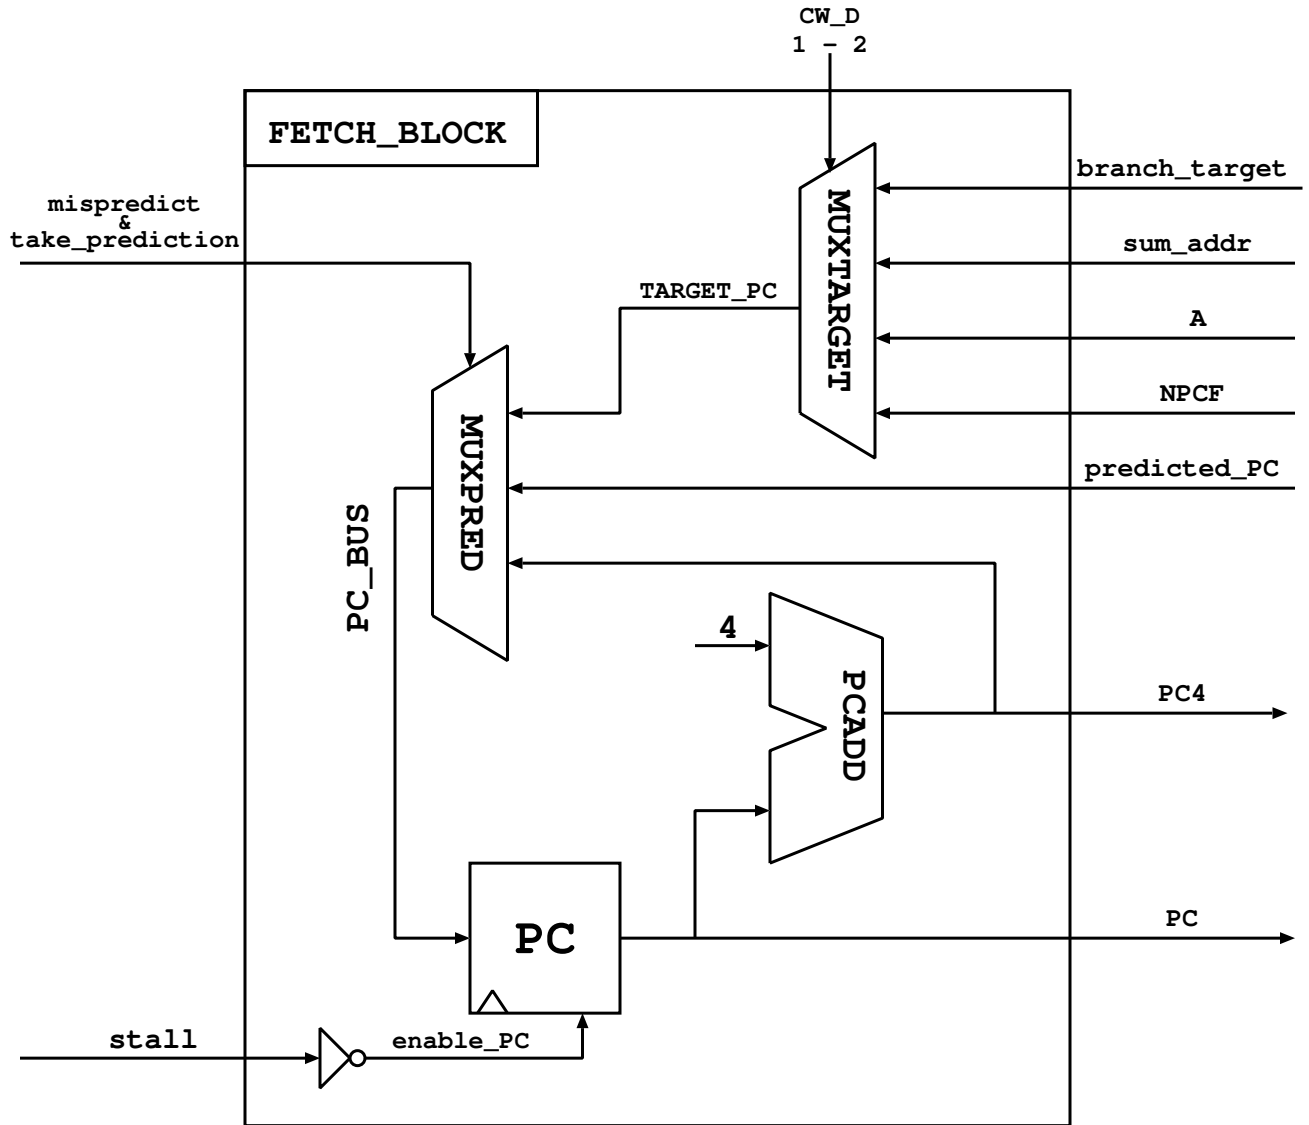 CW_D
1 - 2
FETCH_BLOCK
branch_target
mispredict
&
take_prediction
sum_addr
TARGET_PC
MUXTARGET
A
NPCF
MUXPRED
predicted_PC
PC_BUS
4
PCADD
PC4
PC
PC
stall
enable_PC